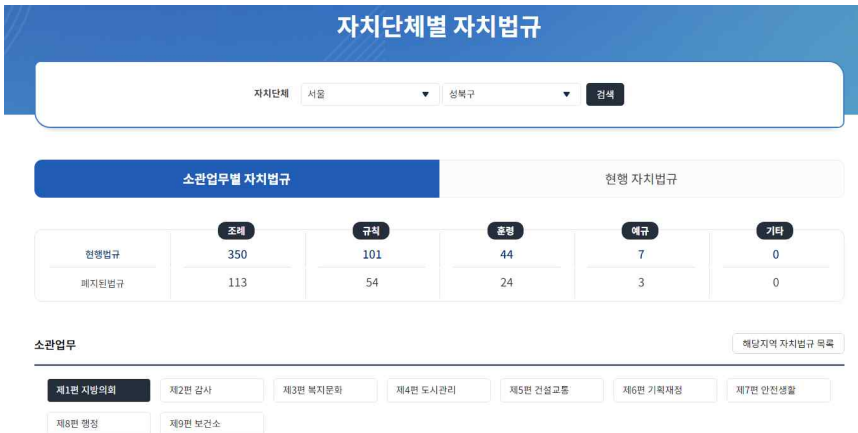 자치단체별 자치법규
자치단체 서울 ▼ 성북구 ▼ 검색
소관업무별 자치법규 현행 자치법규
조례 규칙 훈령 예규 기타
현행법규 350 101 44 7 0
폐지된법규 113 54 24 3 0
소관업무 해당지역 자치법규 목록
제1편 지방의회 제2편 감사 제3편 복지문화 제4편 도시관리 제5편 건설교통 제6편 기획재정 제7편 안전생활
제8편 행정 제9편 보건소